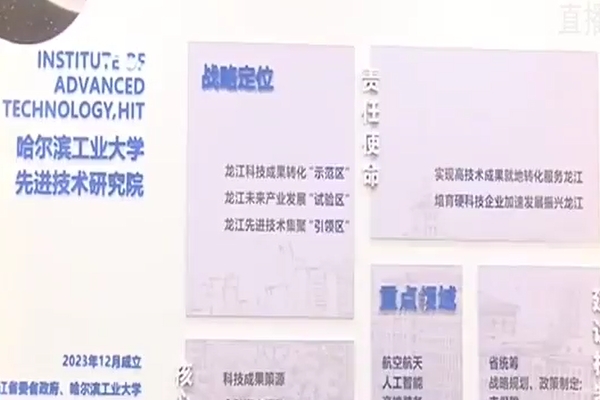 直播
INSTITUTE OF
ADVANCED
TECHNOLOGY,HIT
哈尔滨工业大学
先进技术研究院
2023年12月成立
江省委省政府、哈尔滨工业大学
战略定位
龙江科技成果转化“示范区”
龙江未来产业发展“试验区”
龙江先进技术集聚“引领区”
责任使命
实现高技术成果就地转化服务龙江
培育硬科技企业加速发展振兴龙江
重点领域
航空航天
人工智能
省统筹
战略规划、政策制定;
核
科技成果策源